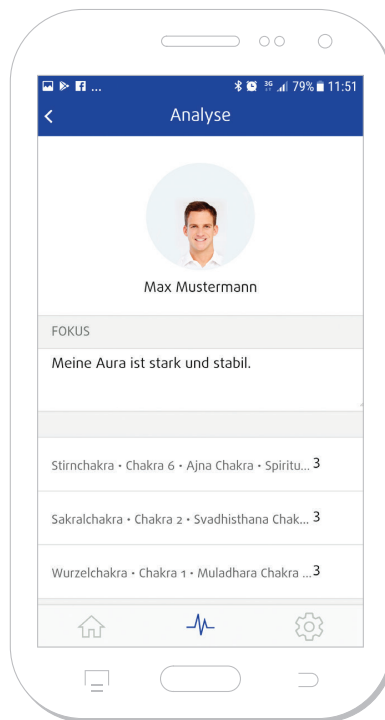 ... 3G 79% 11:51
Analyse
Max Mustermann
FOKUS
Meine Aura ist stark und stabil.
Stirnchakra • Chakra 6 • Ajna Chakra • Spiritu... 3
Sakralchakra • Chakra 2 • Svadhisthana Chak... 3
Wurzelchakra • Chakra 1 • Muladhara Chakra ... 3